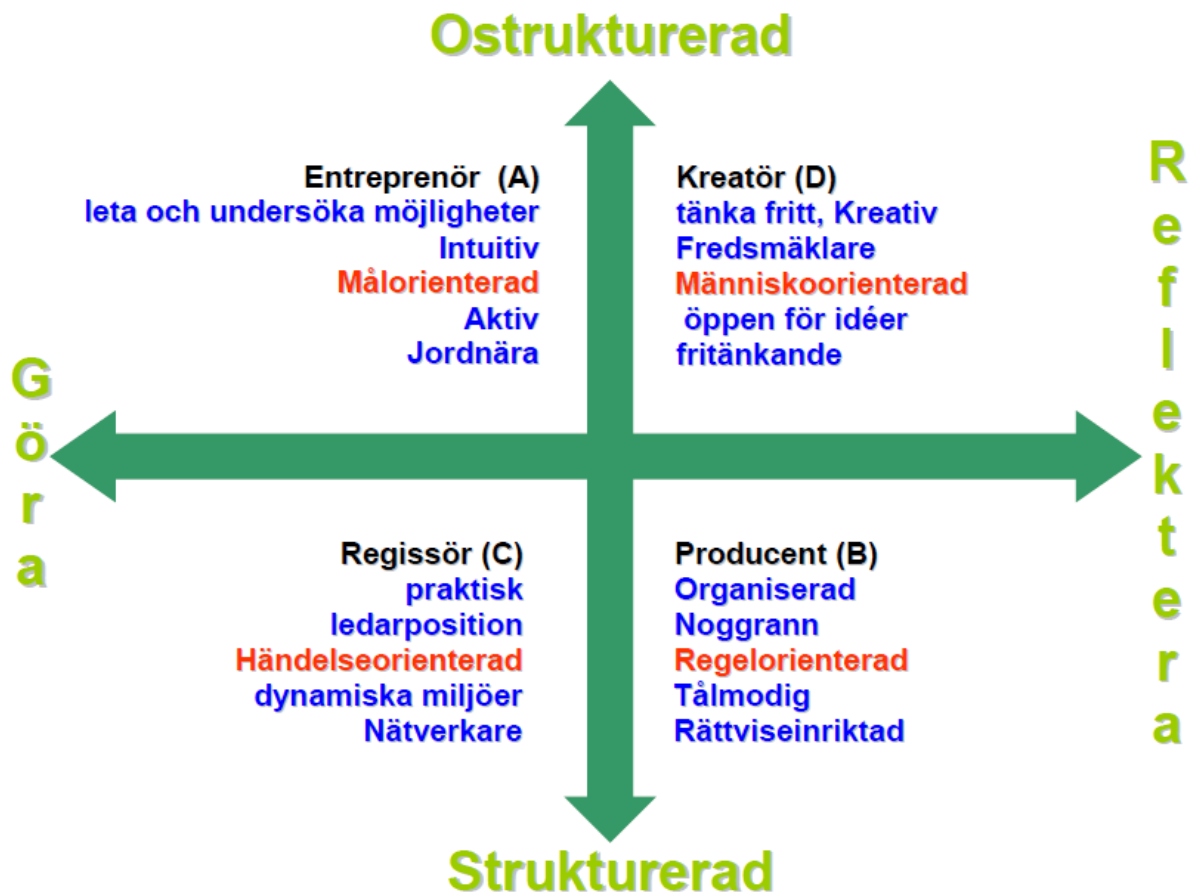 Ostrukturerad
Entreprenör (A)
leta och undersöka möjligheter
Intuitiv
Målorienterad
Aktiv
Jordnära
Kreatör (D)
tänka fritt, Kreativ
Fredsmäklare
Människoorienterad
öppen för idéer
fritänkande
Göra
Reflektera
Regissör (C)
praktisk
ledarposition
Händelseorienterad
dynamiska miljöer
Nätverkare
Producent (B)
Organiserad
Noggrann
Regelorienterad
Tålmodig
Rättviseinriktad
Strukturerad